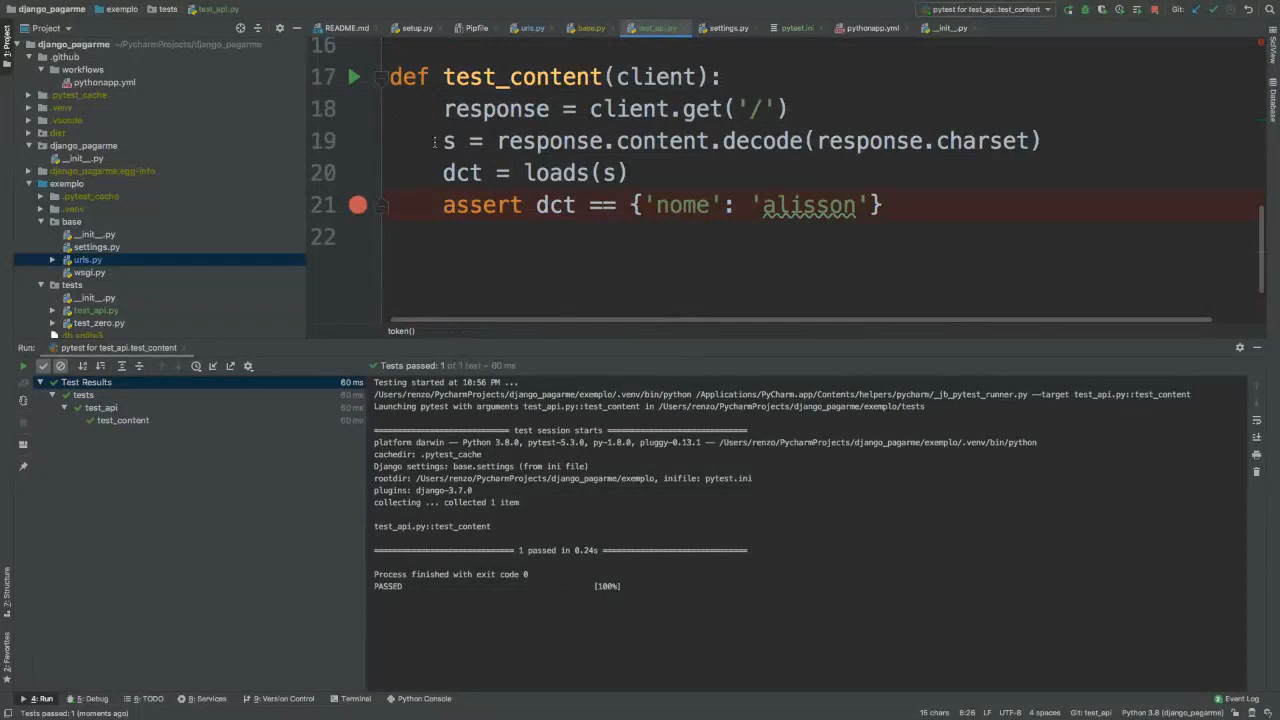 django_pagarme
exemplo
tests
test_api.py
pytest for test_api.test_content
Git:
Project
README.md
setup.py
Pipfile
urls.py
base.py
test_api.py
settings.py
pytest.ini
pythonapp.yml
__init__.py
1: Project
SciView
Database
django_pagarme ~/PycharmProjects/django_pagarme
.github
workflows
pythonapp.yml
.pytest_cache
.venv
.vscode
dist
django_pagarme
__init__.py
django_pagarme.egg-info
exemplo
.pytest_cache
.venv
base
__init__.py
settings.py
urls.py
wsgi.py
tests
__init__.py
test_api.py
test_zero.py
db.sqlite3
16
17 def test_content(client):
18 response = client.get('/')
19 s = response.content.decode(response.charset)
20 dct = loads(s)
21 assert dct == {'nome': 'alisson'}
22
token()
Run:
pytest for test_api.test_content
Tests passed: 1 of 1 test – 60 ms
Test Results 60 ms
tests 60 ms
test_api 60 ms
test_content 60 ms
Testing started at 10:56 PM ...
/Users/renzo/PycharmProjects/django_pagarme/exemplo/.venv/bin/python /Applications/PyCharm.app/Contents/helpers/pycharm/_jb_pytest_runner.py --target test_api.py::test_content
Launching pytest with arguments test_api.py::test_content in /Users/renzo/PycharmProjects/django_pagarme/exemplo/tests
============================= test session starts ==============================
platform darwin -- Python 3.8.0, pytest-5.3.0, py-1.8.0, pluggy-0.13.1 -- /Users/renzo/PycharmProjects/django_pagarme/exemplo/.venv/bin/python
cachedir: .pytest_cache
Django settings: base.settings (from ini file)
rootdir: /Users/renzo/PycharmProjects/django_pagarme/exemplo, inifile: pytest.ini
plugins: django-3.7.0
collecting ... collected 1 item
test_api.py::test_content
============================== 1 passed in 0.24s ===============================
Process finished with exit code 0
PASSED [100%]
7: Structure
2: Favorites
4: Run
5: Debug
6: TODO
8: Services
9: Version Control
Terminal
Python Console
Event Log
Tests passed: 1 (moments ago)
15 chars
8:26
LF
UTF-8
4 spaces
Git: test_api
Python 3.8 (django_pagarme)